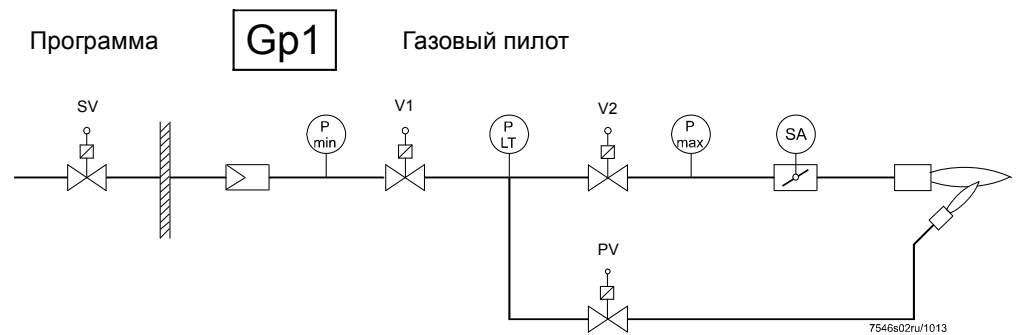 Программа Gp1 Газовый пилот
SV V1 V2
P min P LT P max SA
PV
7546s02ru/1013